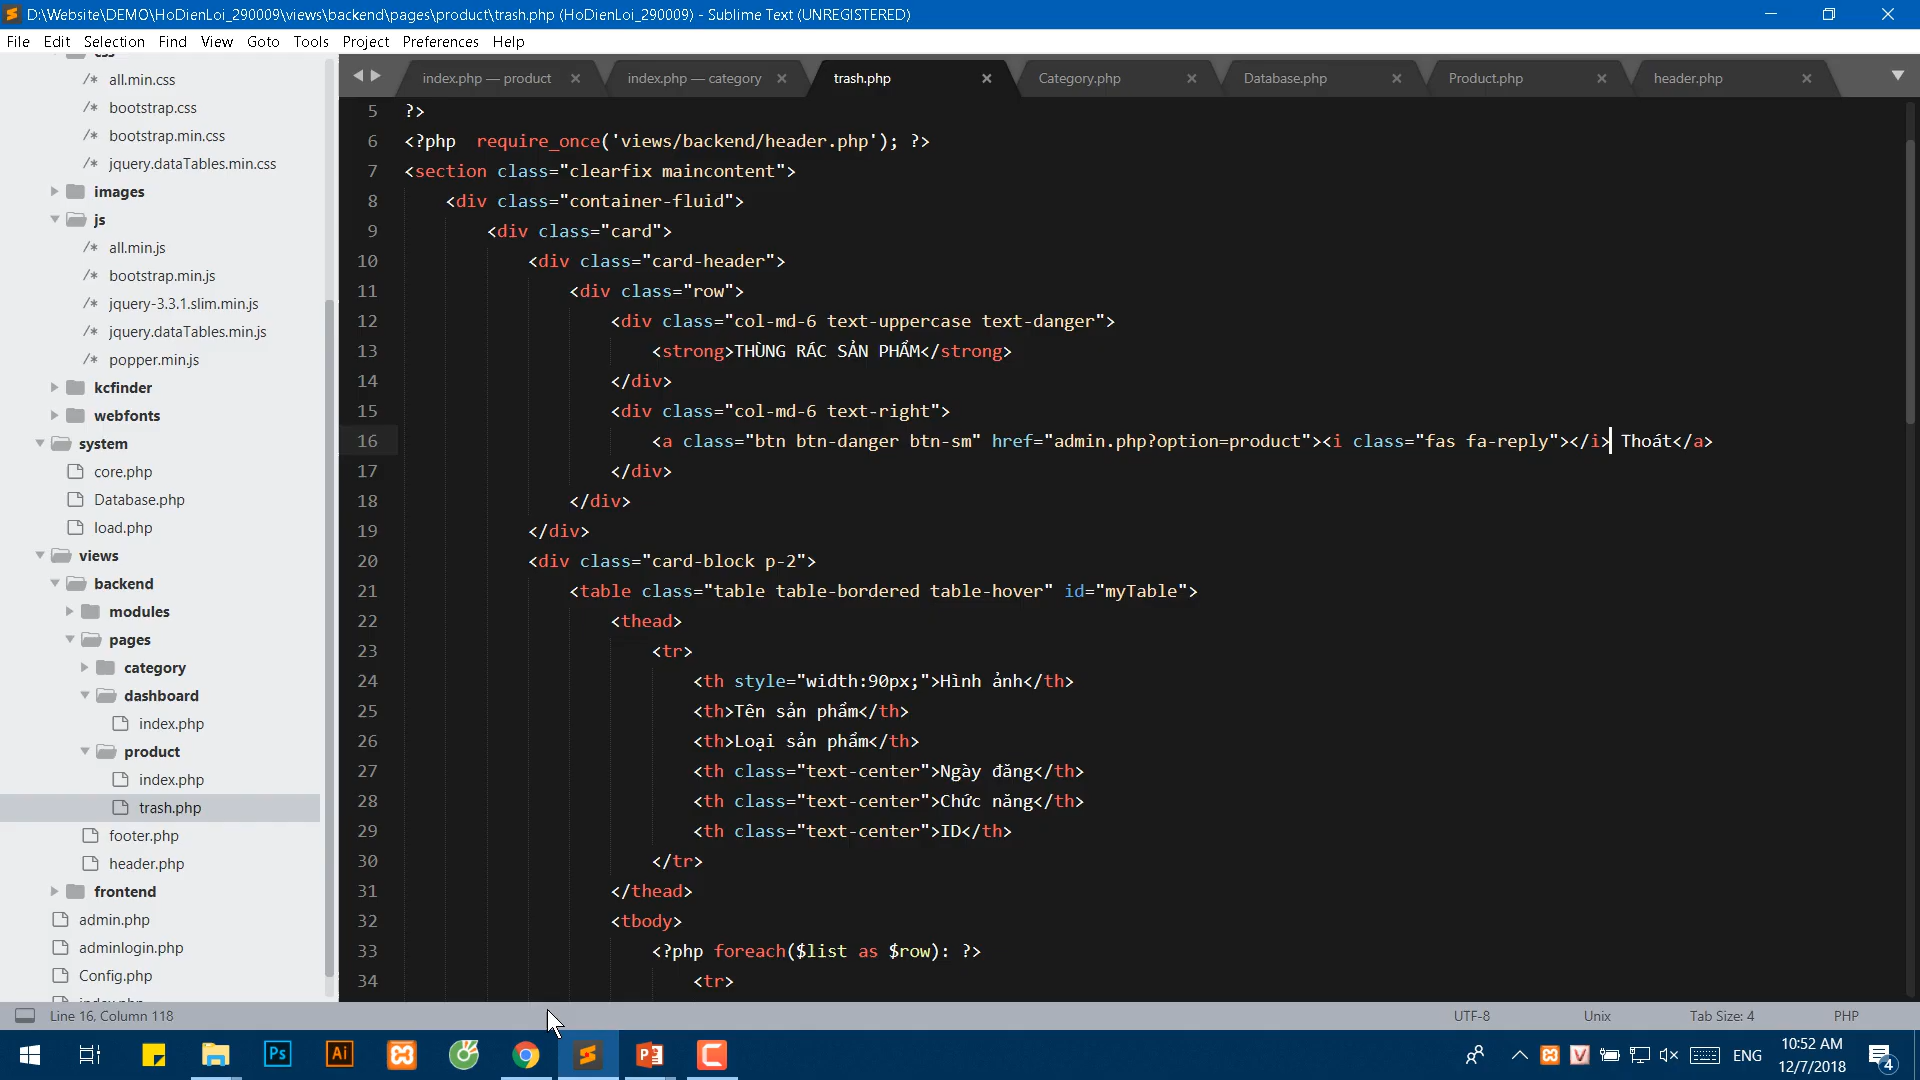 D:\Website\DEMO\HoDienLoi_290009\views\backend\pages\product\trash.php (HoDienLoi_290009) - Sublime Text (UNREGISTERED)
File Edit Selection Find View Goto Tools Project Preferences Help
css
/* all.min.css
/* bootstrap.css
/* bootstrap.min.css
/* jquery.dataTables.min.css
images
js
/* all.min.js
/* bootstrap.min.js
/* jquery-3.3.1.slim.min.js
/* jquery.dataTables.min.js
/* popper.min.js
kcfinder
webfonts
system
core.php
Database.php
load.php
views
backend
modules
pages
category
dashboard
index.php
product
index.php
trash.php
footer.php
header.php
frontend
admin.php
adminlogin.php
Config.php
index.php
index.php — product
index.php — category
trash.php
Category.php
Database.php
Product.php
header.php
5 ?>
6 <?php  require_once('views/backend/header.php'); ?>
7 <section class="clearfix maincontent">
8 <div class="container-fluid">
9 <div class="card">
10 <div class="card-header">
11 <div class="row">
12 <div class="col-md-6 text-uppercase text-danger">
13 <strong>THÙNG RÁC SẢN PHẨM</strong>
14 </div>
15 <div class="col-md-6 text-right">
16 <a class="btn btn-danger btn-sm" href="admin.php?option=product"><i class="fas fa-reply"></i> Thoát</a>
17 </div>
18 </div>
19 </div>
20 <div class="card-block p-2">
21 <table class="table table-bordered table-hover" id="myTable">
22 <thead>
23 <tr>
24 <th style="width:90px;">Hình ảnh</th>
25 <th>Tên sản phẩm</th>
26 <th>Loại sản phẩm</th>
27 <th class="text-center">Ngày đăng</th>
28 <th class="text-center">Chức năng</th>
29 <th class="text-center">ID</th>
30 </tr>
31 </thead>
32 <tbody>
33 <?php foreach($list as $row): ?>
34 <tr>
Line 16, Column 118
UTF-8
Unix
Tab Size: 4
PHP
Ps
Ai
ENG
10:52 AM
12/7/2018
4